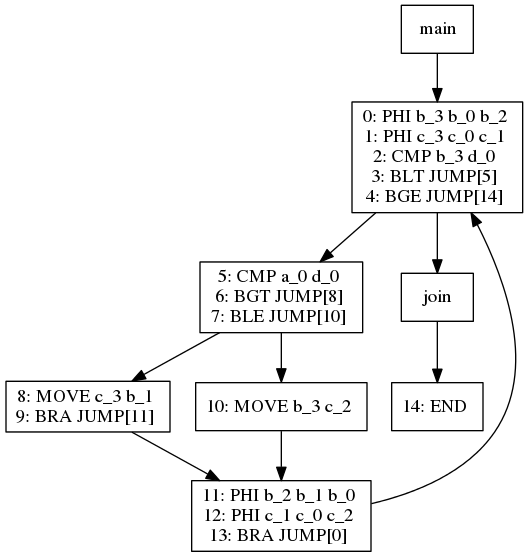 main
0: PHI b_3 b_0 b_2
1: PHI c_3 c_0 c_1
2: CMP b_3 d_0
3: BLT JUMP[5]
4: BGE JUMP[14]
5: CMP a_0 d_0
6: BGT JUMP[8]
7: BLE JUMP[10]
join
8: MOVE c_3 b_1
9: BRA JUMP[11]
10: MOVE b_3 c_2
14: END
11: PHI b_2 b_1 b_0
12: PHI c_1 c_0 c_2
13: BRA JUMP[0]